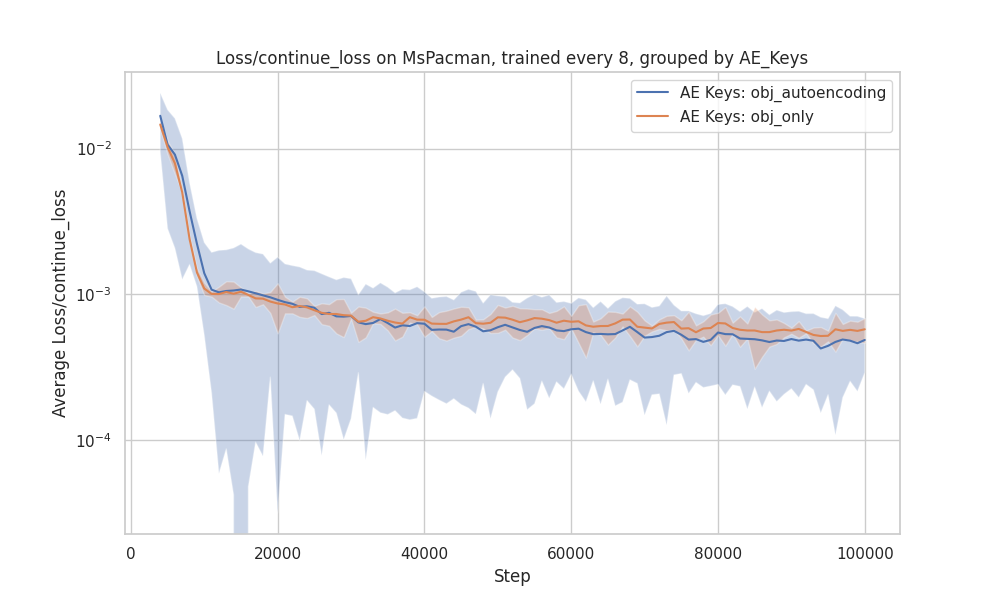 Loss/continue_loss on MsPacman, trained every 8, grouped by AE_Keys
AE Keys: obj_autoencoding
AE Keys: obj_only
Average Loss/continue_loss
10⁻²
10⁻³
10⁻⁴
0 20000 40000 60000 80000 100000
Step